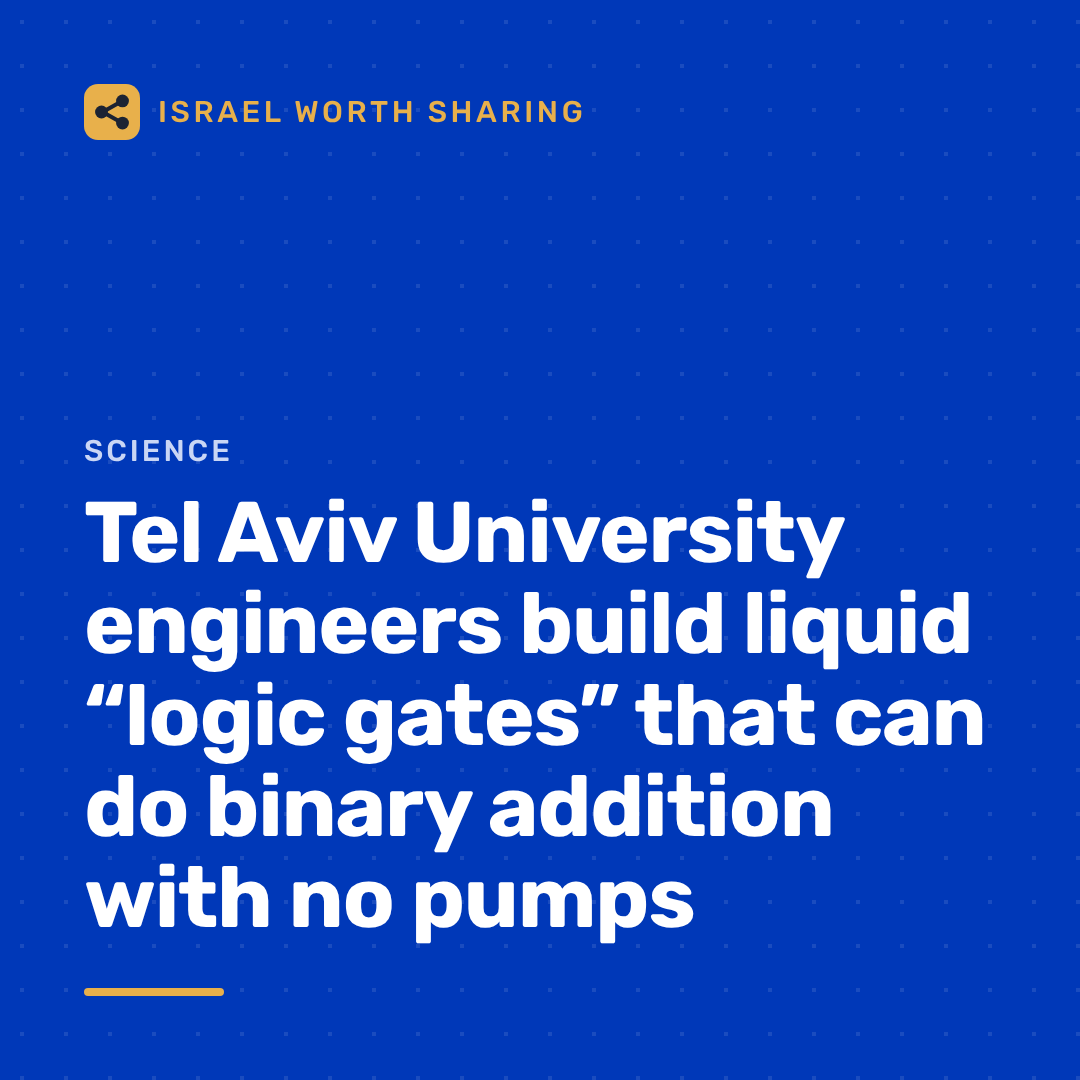 ISRAEL WORTH SHARING
SCIENCE
Tel Aviv University
engineers build liquid
“logic gates” that can
do binary addition
with no pumps